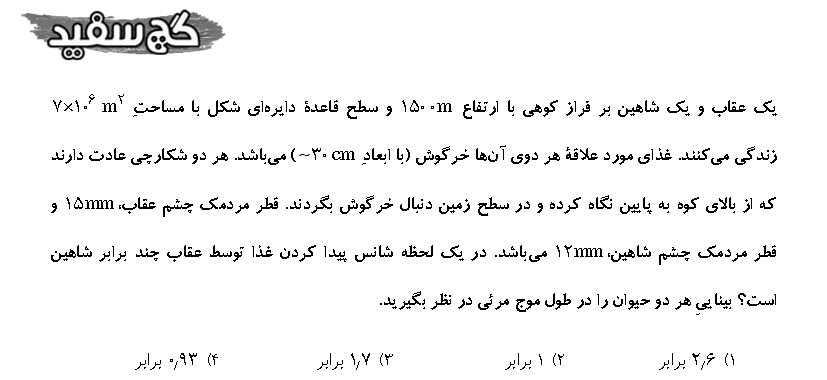 گچ سفید
یک عقاب و یک شاهین بر فراز کوهی با ارتفاع ۱۵۰۰m و سطح قاعدهٔ دایره‌ای شکل با مساحتِ ۷×۱۰^۶ m^۲
زندگی می‌کنند. غذای مورد علاقهٔ هر دوی آن‌ها خرگوش (با ابعادِ ~۳۰ cm) می‌باشد. هر دو شکارچی عادت دارند
که از بالای کوه به پایین نگاه کرده و در سطح زمین دنبال خرگوش بگردند. قطر مردمک چشم عقاب، ۱۵mm و
قطر مردمک چشم شاهین، ۱۲mm می‌باشد. در یک لحظه شانس پیدا کردن غذا توسط عقاب چند برابر شاهین
است؟ بیناییِ هر دو حیوان را در طول موج مرئی در نظر بگیرید.
۱) ۲٫۶ برابر ۲) ۱ برابر ۳) ۱٫۷ برابر ۴) ۰٫۹۳ برابر